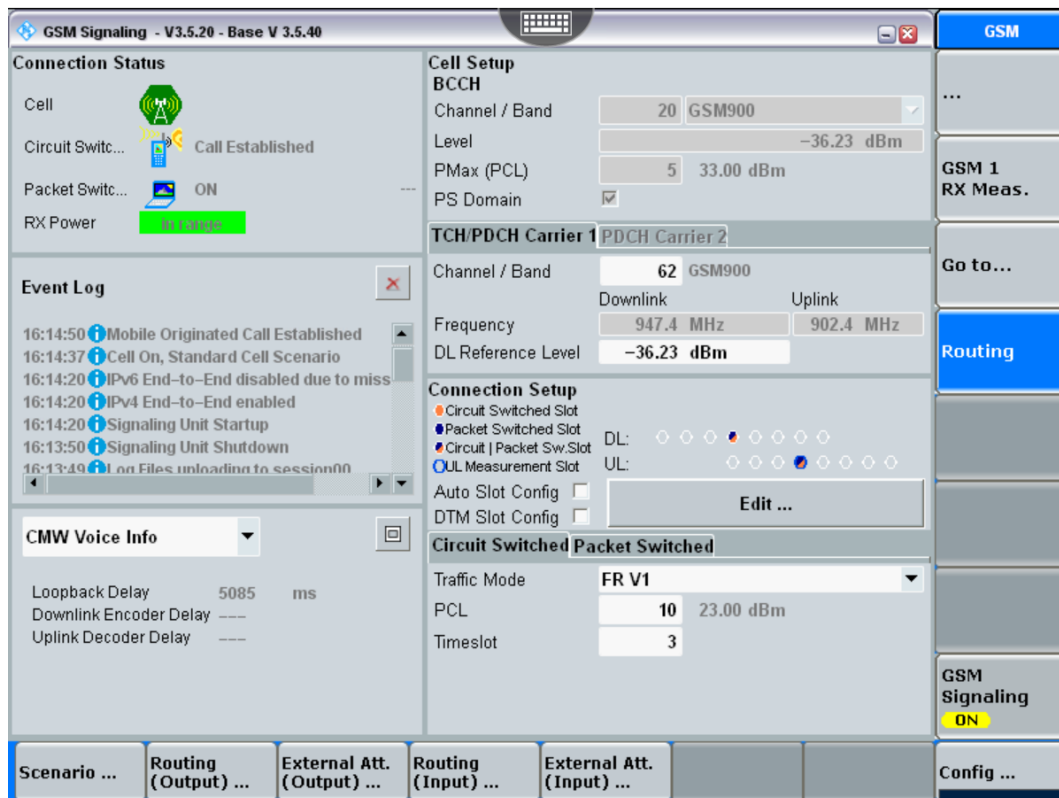 GSM Signaling - V3.5.20 - Base V 3.5.40
GSM
Connection Status
Cell
Circuit Switc... Call Established
Packet Switc... ON ---
RX Power in range
Event Log
16:14:50 Mobile Originated Call Established
16:14:37 Cell On, Standard Cell Scenario
16:14:20 IPv6 End-to-End disabled due to miss
16:14:20 IPv4 End-to-End enabled
16:14:20 Signaling Unit Startup
16:13:50 Signaling Unit Shutdown
16:13:49 Log Files uploading to session00
CMW Voice Info
Loopback Delay 5085 ms
Downlink Encoder Delay ---
Uplink Decoder Delay ---
Cell Setup
BCCH
Channel / Band 20 GSM900
Level -36.23 dBm
PMax (PCL) 5 33.00 dBm
PS Domain
TCH/PDCH Carrier 1 PDCH Carrier 2
Channel / Band 62 GSM900
Downlink Uplink
Frequency 947.4 MHz 902.4 MHz
DL Reference Level -36.23 dBm
Connection Setup
Circuit Switched Slot
Packet Switched Slot
Circuit | Packet Sw.Slot
UL Measurement Slot
DL:
UL:
Auto Slot Config
DTM Slot Config
Edit ...
Circuit Switched Packet Switched
Traffic Mode FR V1
PCL 10 23.00 dBm
Timeslot 3
...
GSM 1
RX Meas.
Go to...
Routing
GSM
Signaling
ON
Config ...
Scenario ...
Routing
(Output) ...
External Att.
(Output) ...
Routing
(Input) ...
External Att.
(Input) ...